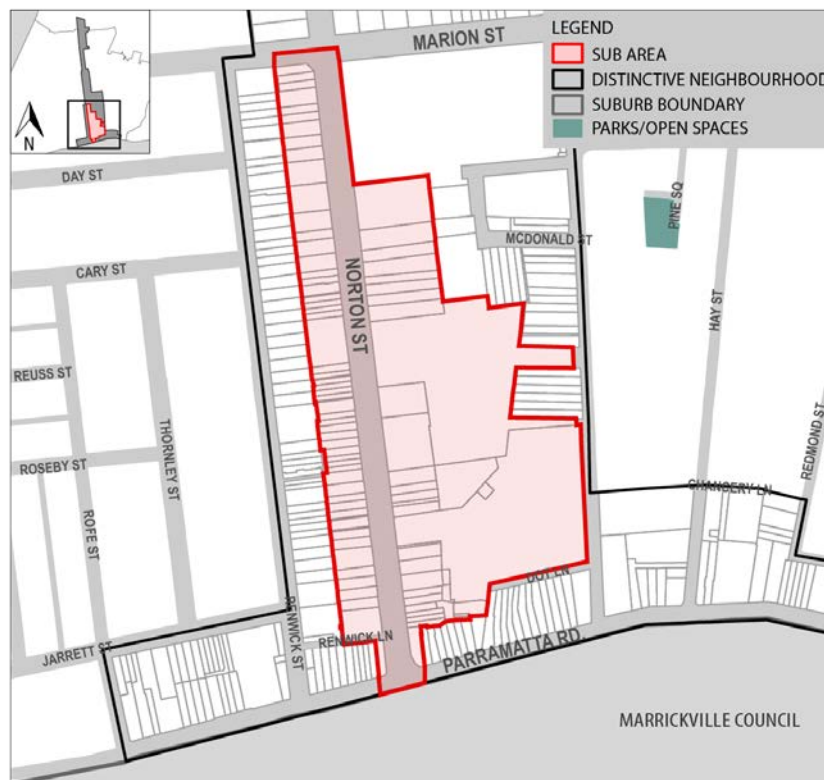 MARION ST
LEGEND
SUB AREA
DISTINCTIVE NEIGHBOURHOOD
SUBURB BOUNDARY
PARKS/OPEN SPACES
N
DAY ST
PINE SQ
MCDONALD ST
CARY ST
NORTON ST
HAY ST
REUSS ST
THORNLEY ST
REDMOND ST
ROSEBY ST
ROFE ST
CHANCERY LN
DOT LN
RENWICK ST
RENWICK LN
PARRAMATTA RD.
JARRETT ST
MARRICKVILLE COUNCIL